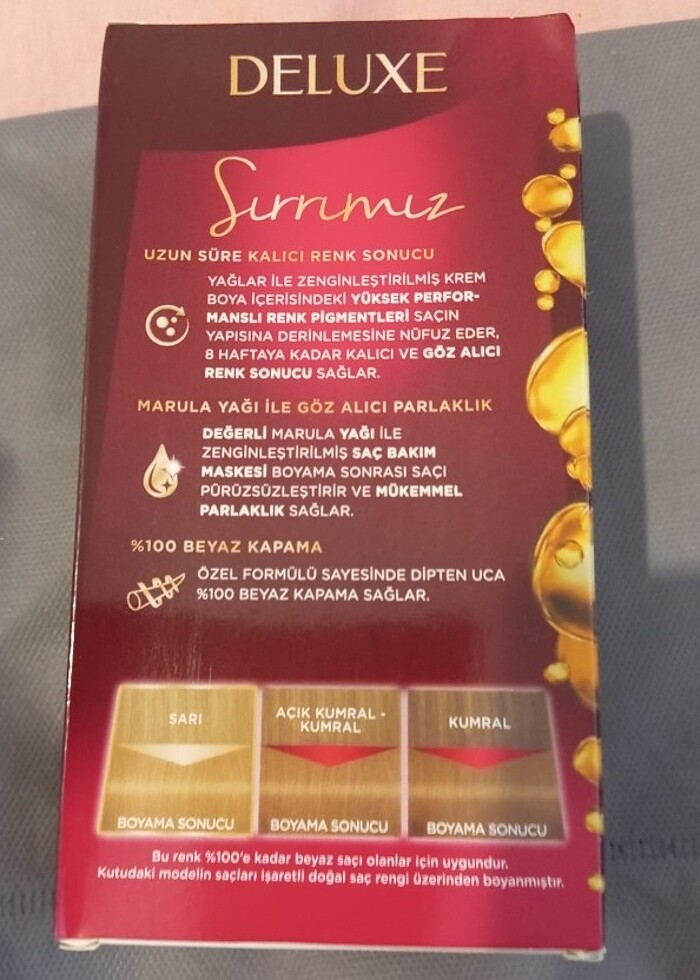 DELUXE
Sırrımız
UZUN SÜRE KALICI RENK SONUCU
YAĞLAR İLE ZENGİNLEŞTİRİLMİŞ KREM
BOYA İÇERİSİNDEKİ YÜKSEK PERFOR-
MANSLI RENK PİGMENTLERİ SAÇIN
YAPISINA DERİNLEMESİNE NÜFUZ EDER,
8 HAFTAYA KADAR KALICI VE GÖZ ALICI
RENK SONUCU SAĞLAR.
MARULA YAĞI İLE GÖZ ALICI PARLAKLIK
DEĞERLİ MARULA YAĞI İLE
ZENGİNLEŞTİRİLMİŞ SAÇ BAKIM
MASKESİ BOYAMA SONRASI SAÇI
PÜRÜZSÜZLEŞTİRİR VE MÜKEMMEL
PARLAKLIK SAĞLAR.
%100 BEYAZ KAPAMA
ÖZEL FORMÜLÜ SAYESİNDE DİPTEN UCA
%100 BEYAZ KAPAMA SAĞLAR.
SARI
BOYAMA SONUCU
AÇIK KUMRAL -
KUMRAL
BOYAMA SONUCU
KUMRAL
BOYAMA SONUCU
Bu renk %100'e kadar beyaz saçı olanlar için uygundur.
Kutudaki modelin saçları işaretli doğal saç rengi üzerinden boyanmıştır.